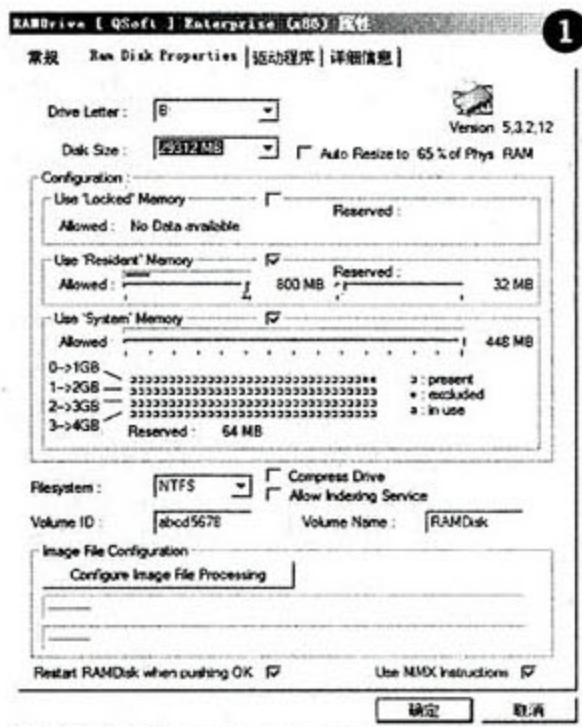 RAMDrive [ QSoft ] Enterprise (x86) 属性
1
常规 Ram Disk Properties 驱动程序 详细信息
Drive Letter : B
Version 5,3,2,12
Disk Size : 29312 MB Auto Resize to 65 % of Phys RAM
Configuration :
Use 'Locked' Memory
Reserved :
Allowed : No Data available
Use 'Resident' Memory
Reserved :
Allowed : 800 MB 32 MB
Use 'System' Memory
Allowed 448 MB
0->1GB
1->2GB
2->3GB
3->4GB
: present
: excluded
: in use
Reserved : 64 MB
Filesystem : NTFS
Compress Drive
Allow Indexing Service
Volume ID : abcd5678 Volume Name : RAMDisk
Image File Configuration
Configure Image File Processing
Restart RAMDisk when pushing OK Use MMX Instructions
确定 取消